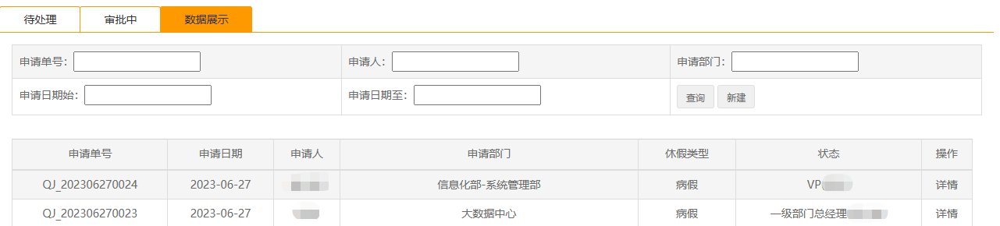 待处理 审批中 数据展示
申请单号： 申请人： 申请部门：
申请日期始： 申请日期至： 查询 新建
申请单号 申请日期 申请人 申请部门 休假类型 状态 操作
QJ_202306270024 2023-06-27 信息化部-系统管理部 病假 VP 详情
QJ_202306270023 2023-06-27 大数据中心 病假 一级部门总经理 详情